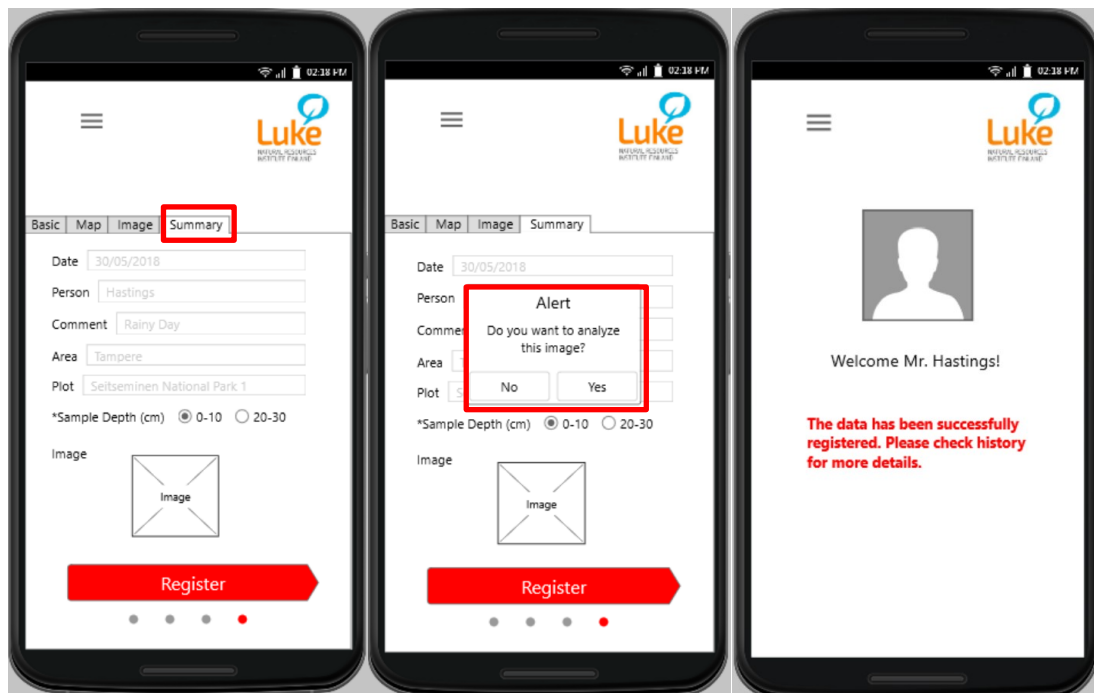 02:18 PM
Luke
NATURAL RESOURCES
INSTITUTE FINLAND
Basic Map Image Summary
Date 30/05/2018
Person Hastings
Comment Rainy Day
Area Tampere
Plot Seitseminen National Park 1
*Sample Depth (cm) 0-10 20-30
Image
Image
Register
02:18 PM
Luke
NATURAL RESOURCES
INSTITUTE FINLAND
Basic Map Image Summary
Date 30/05/2018
Person
Alert
Comme
Do you want to analyze
this image?
Area
Plot S
No Yes
*Sample Depth (cm) 0-10 20-30
Image
Image
Register
02:18 PM
Luke
NATURAL RESOURCES
INSTITUTE FINLAND
Welcome Mr. Hastings!
The data has been successfully
registered. Please check history
for more details.